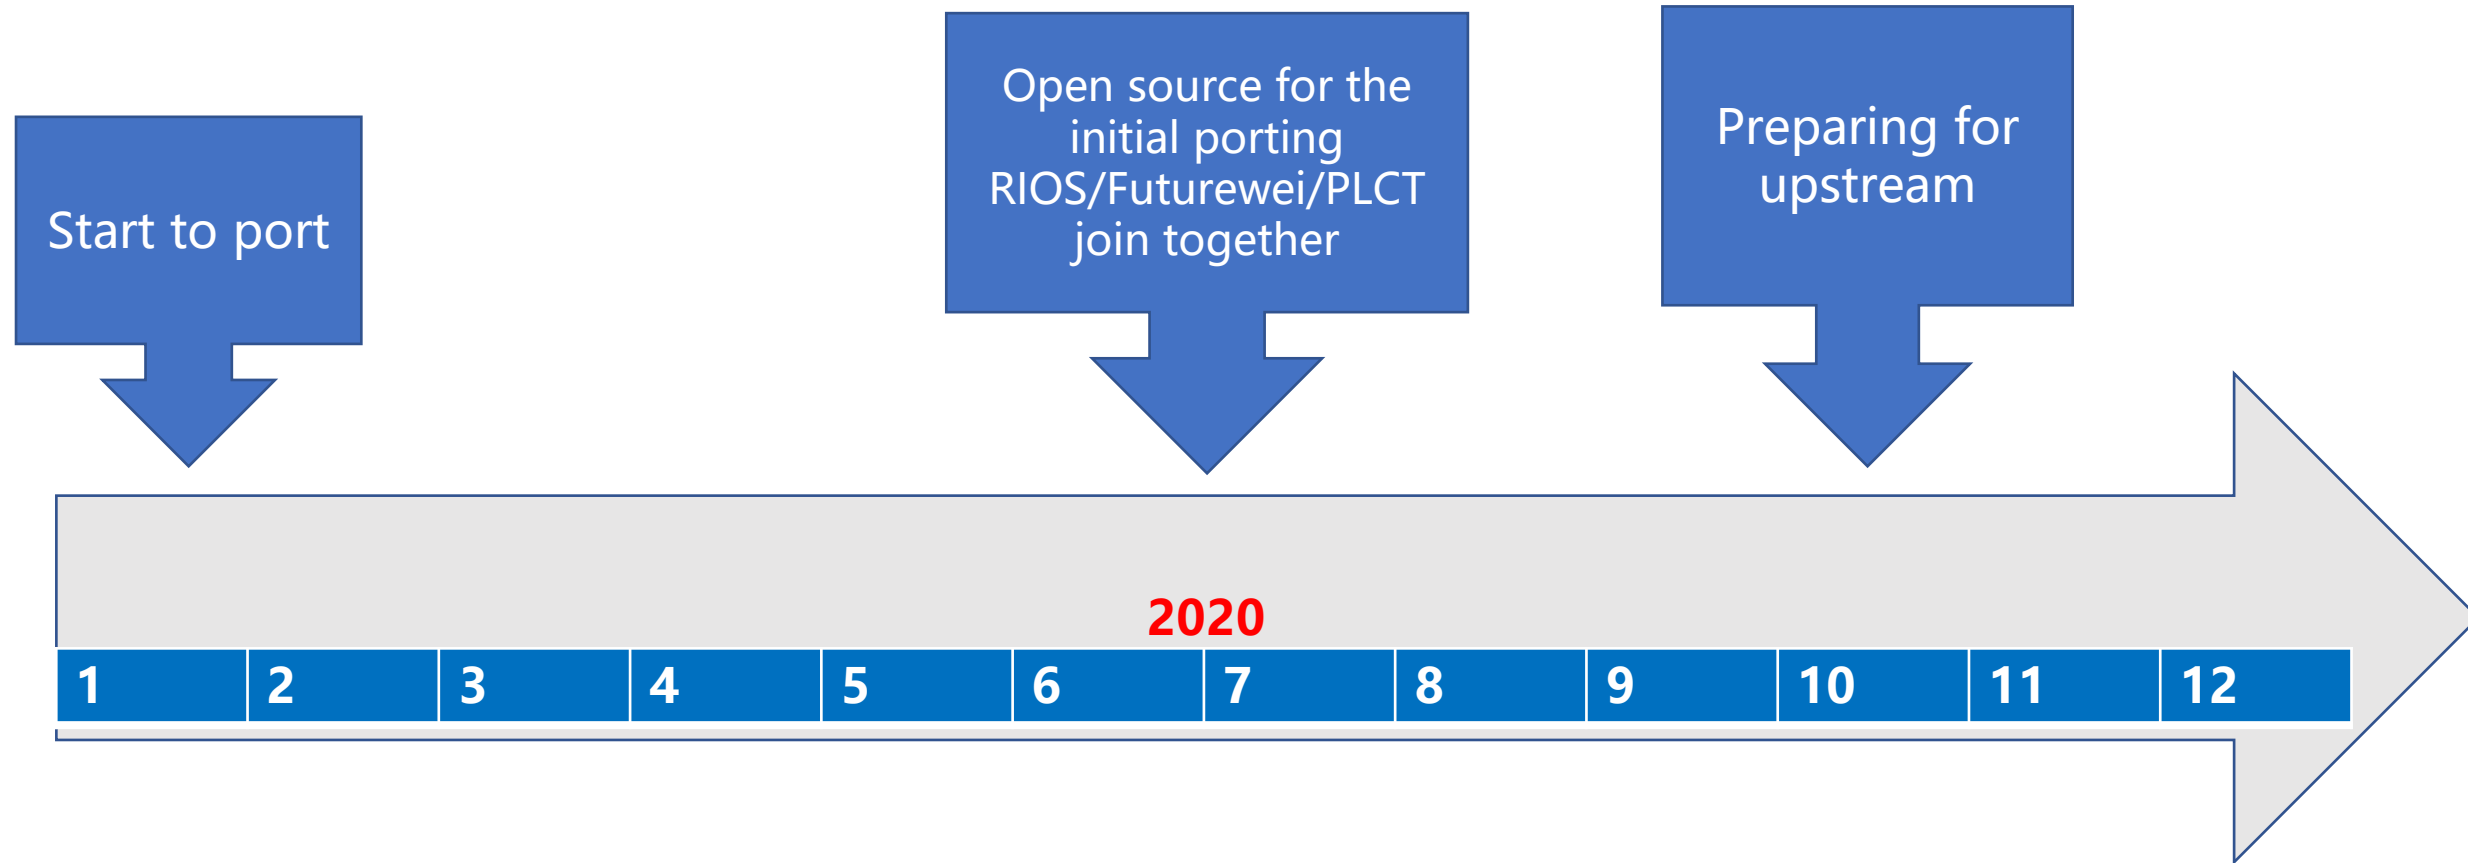 Start to port
Open source for the
initial porting
RIOS/Futurewei/PLCT
join together
Preparing for
upstream
2020
1 2 3 4 5 6 7 8 9 10 11 12